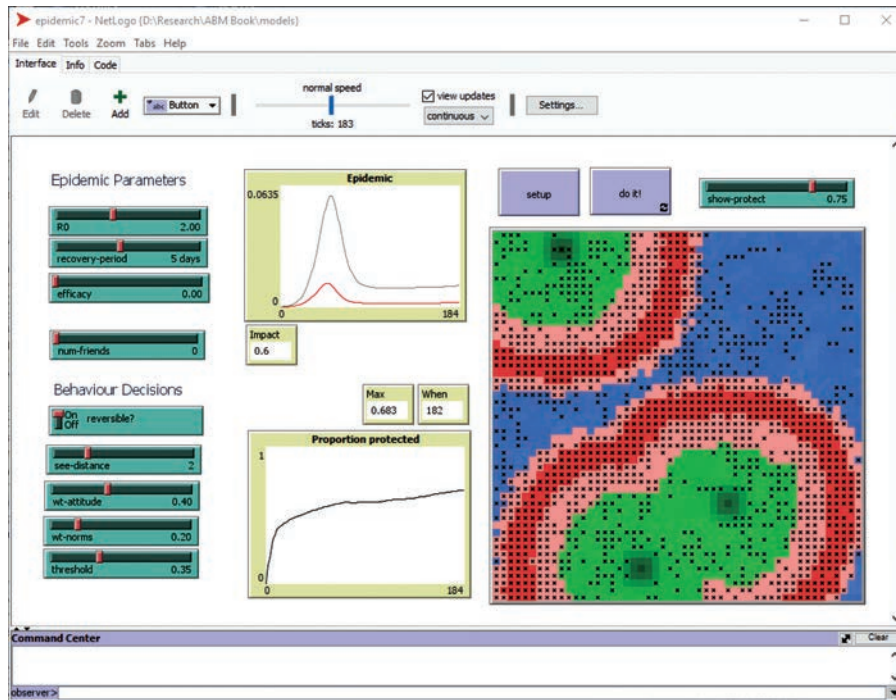 epidemic7 - NetLogo (D:\Research\ABM Book\models)
File Edit Tools Zoom Tabs Help
Interface Info Code
Edit Delete Add abc Button normal speed ticks: 183 view updates continuous Settings...
Epidemic Parameters
R0 2.00
recovery-period 5 days
efficacy 0.00
num-friends 0
Behaviour Decisions
On
Off
reversible?
see-distance 2
wt-attitude 0.40
wt-norms 0.20
threshold 0.35
Epidemic
0.0635
0
0 184
Impact
0.6
Max
0.683
When
182
Proportion protected
1
0
0 184
setup
do it!
show-protect 0.75
Command Center Clear
observer>